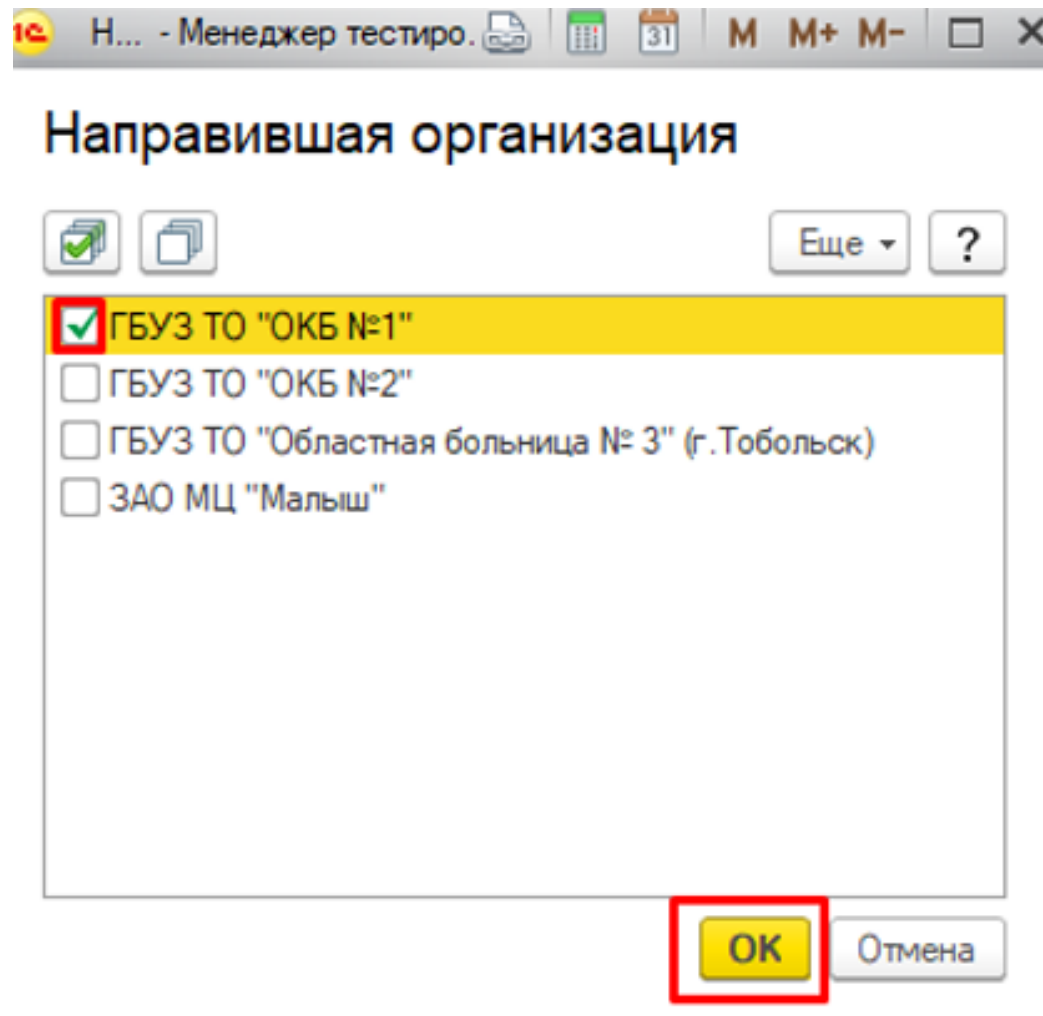 1С Н... - Менеджер тестиро. 31 M M+ M-
Направившая организация
Еще ?
ГБУЗ ТО "ОКБ №1"
ГБУЗ ТО "ОКБ №2"
ГБУЗ ТО "Областная больница № 3" (г.Тобольск)
ЗАО МЦ "Малыш"
ОК Отмена